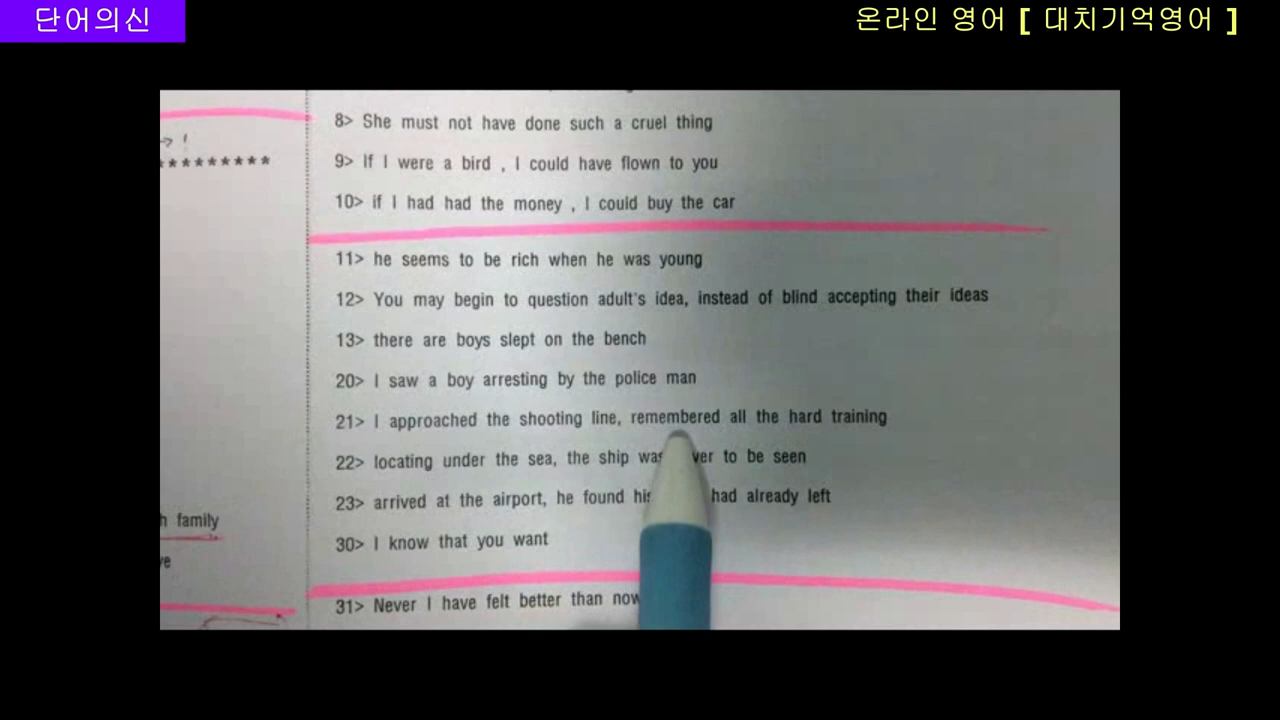 단어의신
온라인 영어 [ 대치기억영어 ]
8> She must not have done such a cruel thing
9> If I were a bird , I could have flown to you
*********
10> if I had had the money , I could buy the car
11> he seems to be rich when he was young
12> You may begin to question adult's idea, instead of blind accepting their ideas
13> there are boys slept on the bench
20> I saw a boy arresting by the police man
21> I approached the shooting line, remembered all the hard training
22> locating under the sea, the ship was to be seen
23> arrived at the airport, he found had already left
family
30> I know that you want
31> Never I have felt better than now